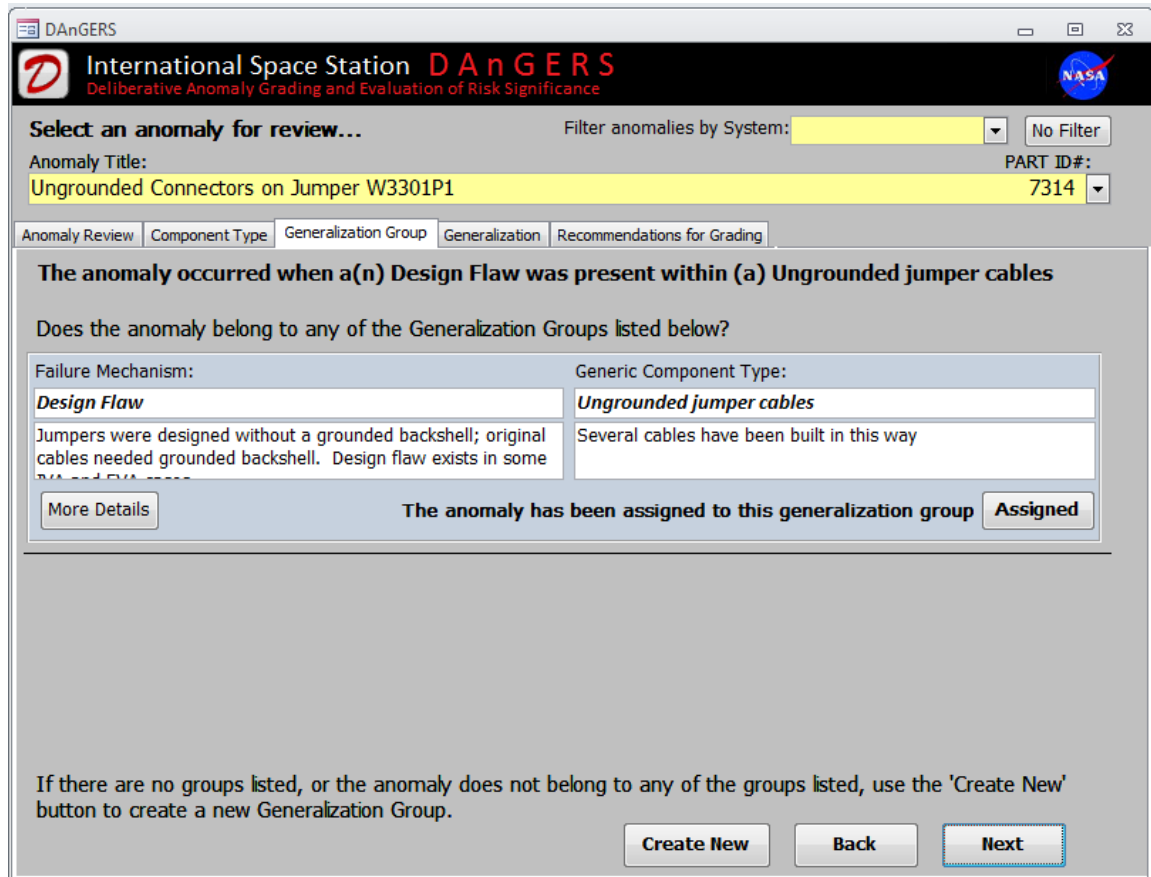 DAnGERS
International Space Station D A n G E R S
Deliberative Anomaly Grading and Evaluation of Risk Significance
NASA
Select an anomaly for review...
Filter anomalies by System:
No Filter
Anomaly Title:
PART ID#:
Ungrounded Connectors on Jumper W3301P1
7314
Anomaly Review
Component Type
Generalization Group
Generalization
Recommendations for Grading
The anomaly occurred when a(n) Design Flaw was present within (a) Ungrounded jumper cables
Does the anomaly belong to any of the Generalization Groups listed below?
Failure Mechanism:
Generic Component Type:
Design Flaw
Ungrounded jumper cables
Jumpers were designed without a grounded backshell; original
cables needed grounded backshell. Design flaw exists in some
Several cables have been built in this way
More Details
The anomaly has been assigned to this generalization group
Assigned
If there are no groups listed, or the anomaly does not belong to any of the groups listed, use the 'Create New'
button to create a new Generalization Group.
Create New
Back
Next